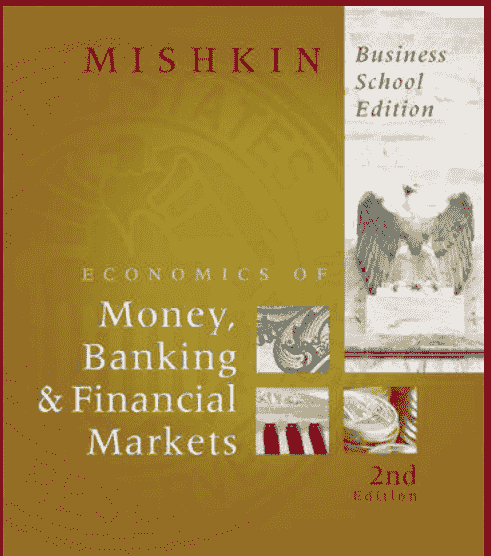 MISHKIN
Business
School
Edition
ECONOMICS OF
Money,
Banking
& Financial
Markets
2nd
Edition